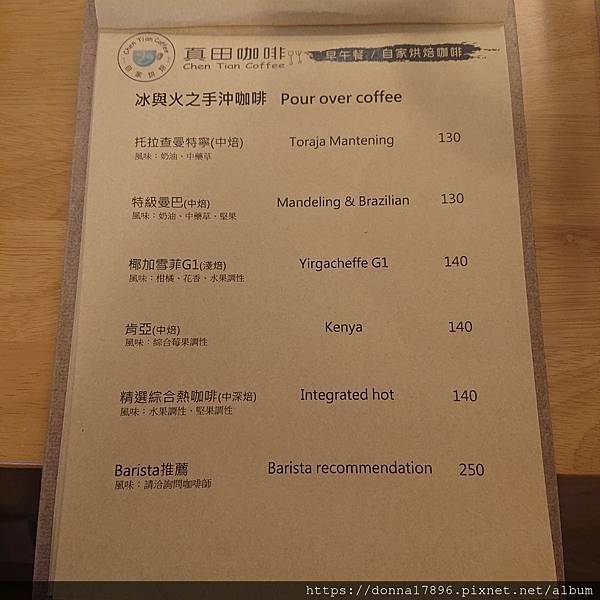 Chen Tian Coffee
自家烘焙
真田咖啡
Chen Tian Coffee
早午餐 / 自家烘焙咖啡
冰與火之手沖咖啡 Pour over coffee
托拉查曼特寧(中焙) Toraja Mantening 130
風味：奶油、中藥草
特級曼巴(中焙) Mandeling & Brazilian 130
風味：奶油、中藥草、堅果
椰加雪菲G1(淺焙) Yirgacheffe G1 140
風味：柑橘、花香、水果調性
肯亞(中焙) Kenya 140
風味：綜合莓果調性
精選綜合熱咖啡(中深焙) Integrated hot 140
風味：水果調性、堅果調性
Barista推薦 Barista recommendation 250
風味：請洽詢問咖啡師
https://donna17896.pixnet.net/album